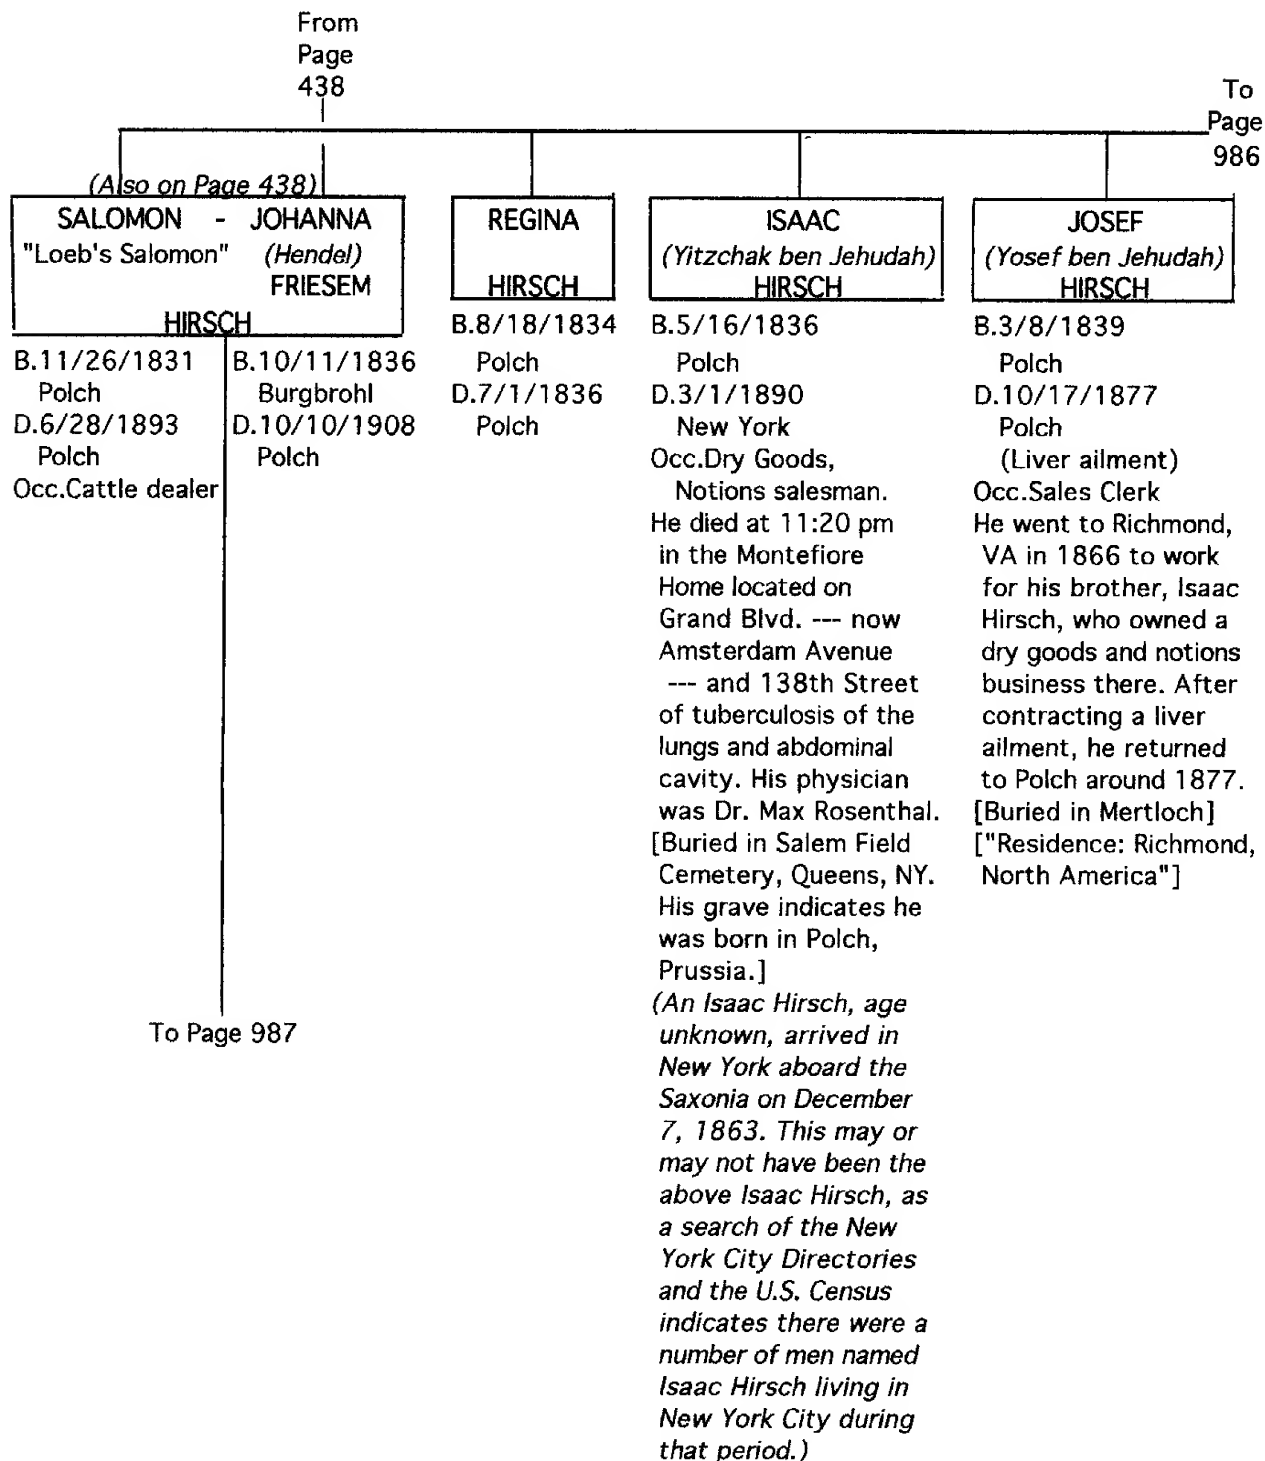 From
Page
438
To
Page
986
(Also on Page 438)
SALOMON - JOHANNA
"Loeb's Salomon" (Hendel)
FRIESEM
HIRSCH
B.11/26/1831
Polch
D.6/28/1893
Polch
Occ.Cattle dealer
B.10/11/1836
Burgbrohl
D.10/10/1908
Polch
To Page 987
REGINA
HIRSCH
B.8/18/1834
Polch
D.7/1/1836
Polch
ISAAC
(Yitzchak ben Jehudah)
HIRSCH
B.5/16/1836
Polch
D.3/1/1890
New York
Occ.Dry Goods,
Notions salesman.
He died at 11:20 pm
in the Montefiore
Home located on
Grand Blvd. --- now
Amsterdam Avenue
--- and 138th Street
of tuberculosis of the
lungs and abdominal
cavity. His physician
was Dr. Max Rosenthal.
[Buried in Salem Field
Cemetery, Queens, NY.
His grave indicates he
was born in Polch,
Prussia.]
(An Isaac Hirsch, age
unknown, arrived in
New York aboard the
Saxonia on December
7, 1863. This may or
may not have been the
above Isaac Hirsch, as
a search of the New
York City Directories
and the U.S. Census
indicates there were a
number of men named
Isaac Hirsch living in
New York City during
that period.)
JOSEF
(Yosef ben Jehudah)
HIRSCH
B.3/8/1839
Polch
D.10/17/1877
Polch
(Liver ailment)
Occ.Sales Clerk
He went to Richmond,
VA in 1866 to work
for his brother, Isaac
Hirsch, who owned a
dry goods and notions
business there. After
contracting a liver
ailment, he returned
to Polch around 1877.
[Buried in Mertloch]
["Residence: Richmond,
North America"]